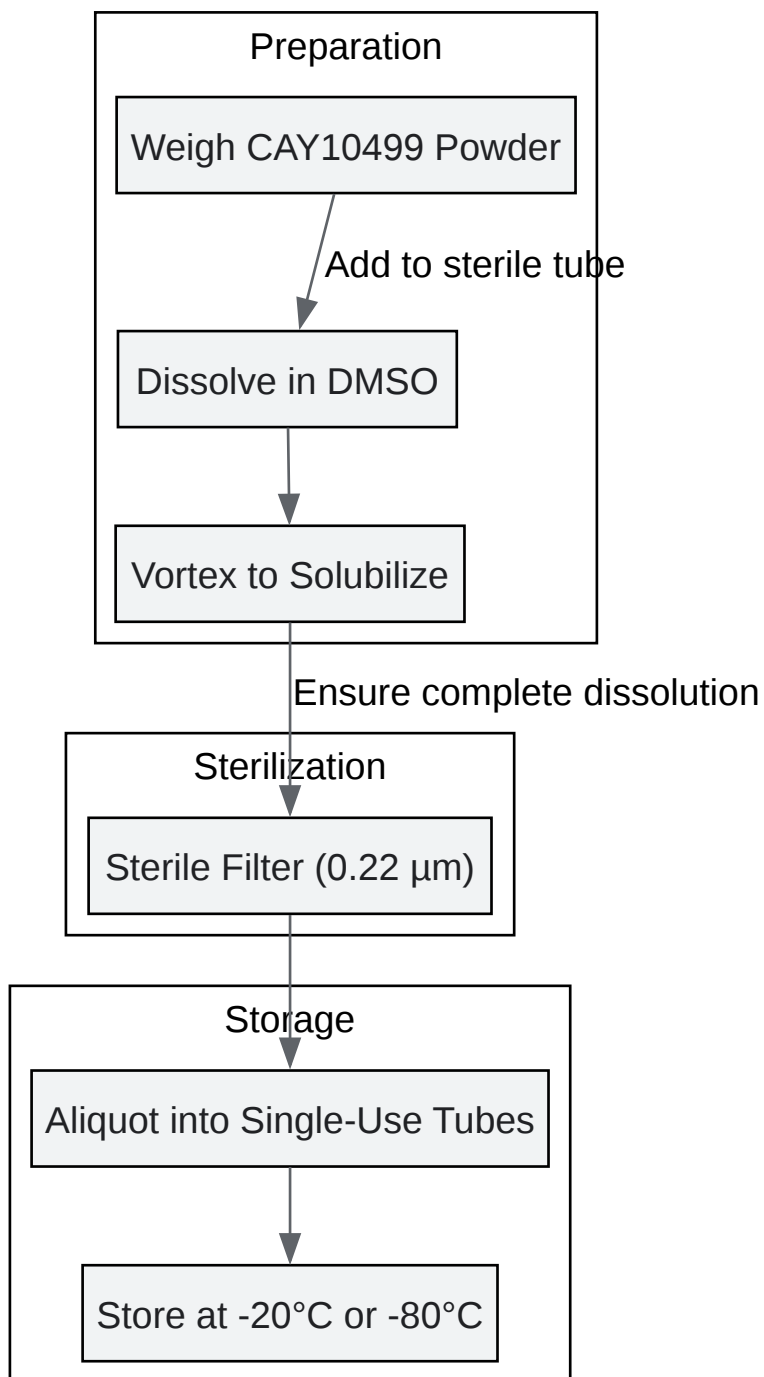 Preparation
Weigh CAY10499 Powder
Add to sterile tube
Dissolve in DMSO
Vortex to Solubilize
Ensure complete dissolution
Sterilization
Sterile Filter (0.22 µm)
Storage
Aliquot into Single-Use Tubes
Store at -20°C or -80°C